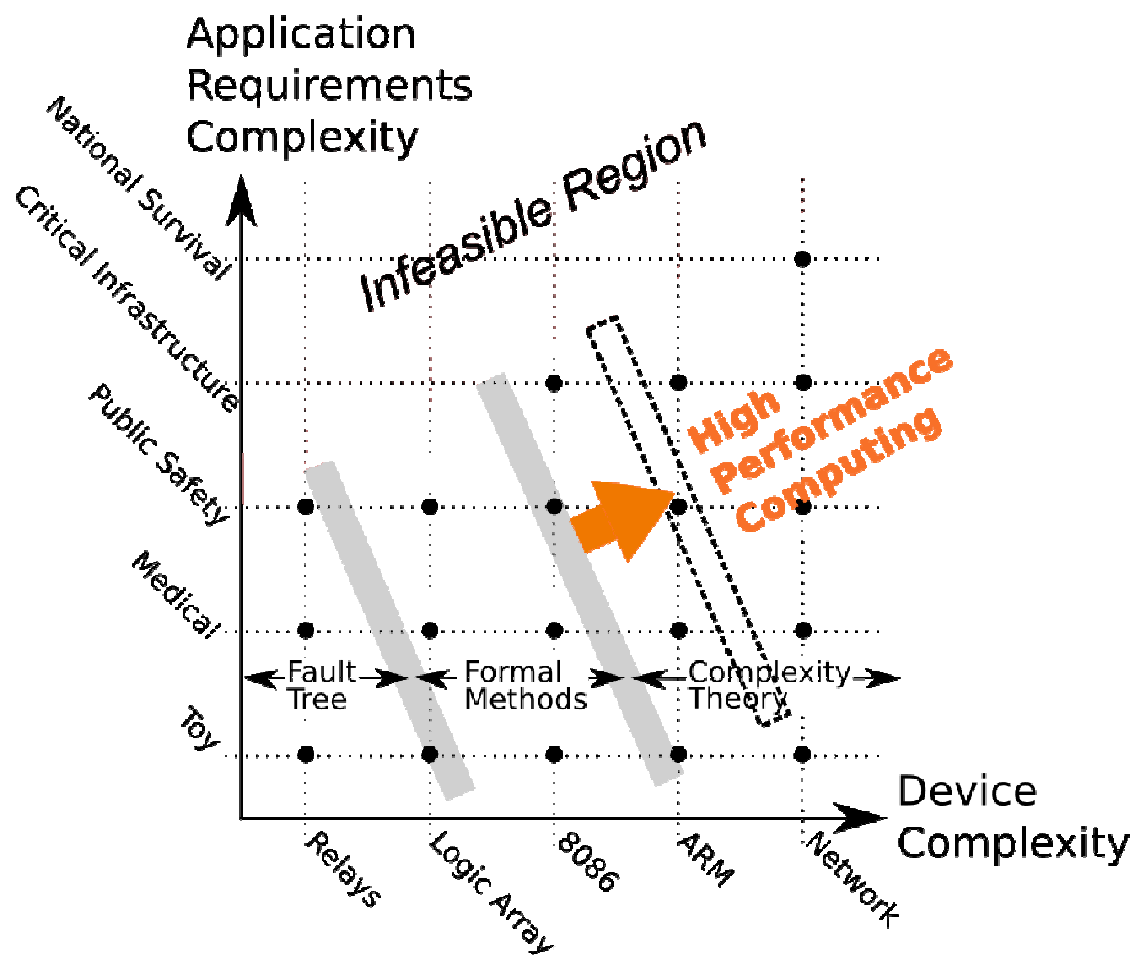 Application
Requirements
Complexity
National Survival
Critical Infrastructure
Public Safety
Medical
Toy
Infeasible Region
High
Performance
Computing
Fault
Tree
Formal
Methods
Complexity
Theory
Device
Complexity
Relays
Logic Array
8086
ARM
Network